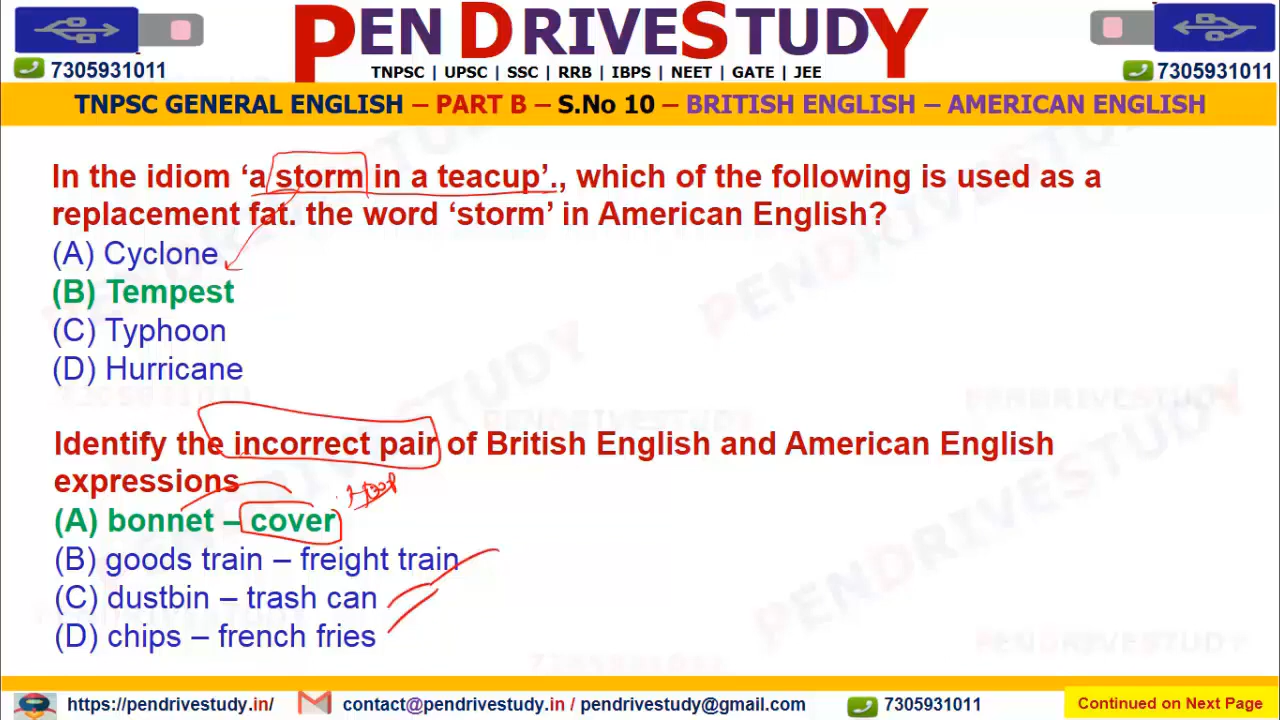 PEN DRIVESTUDY
7305931011
TNPSC | UPSC | SSC | RRB | IBPS | NEET | GATE | JEE
7305931011
TNPSC GENERAL ENGLISH – PART B – S.No 10 – BRITISH ENGLISH – AMERICAN ENGLISH
In the idiom ‘a storm in a teacup’., which of the following is used as a
replacement fat. the word ‘storm’ in American English?
(A) Cyclone
(B) Tempest
(C) Typhoon
(D) Hurricane
Identify the incorrect pair of British English and American English
expressions
(A) bonnet – cover
(B) goods train – freight train
(C) dustbin – trash can
(D) chips – french fries
https://pendrivestudy.in/
contact@pendrivestudy.in / pendrivestudy@gmail.com
7305931011
Continued on Next Page